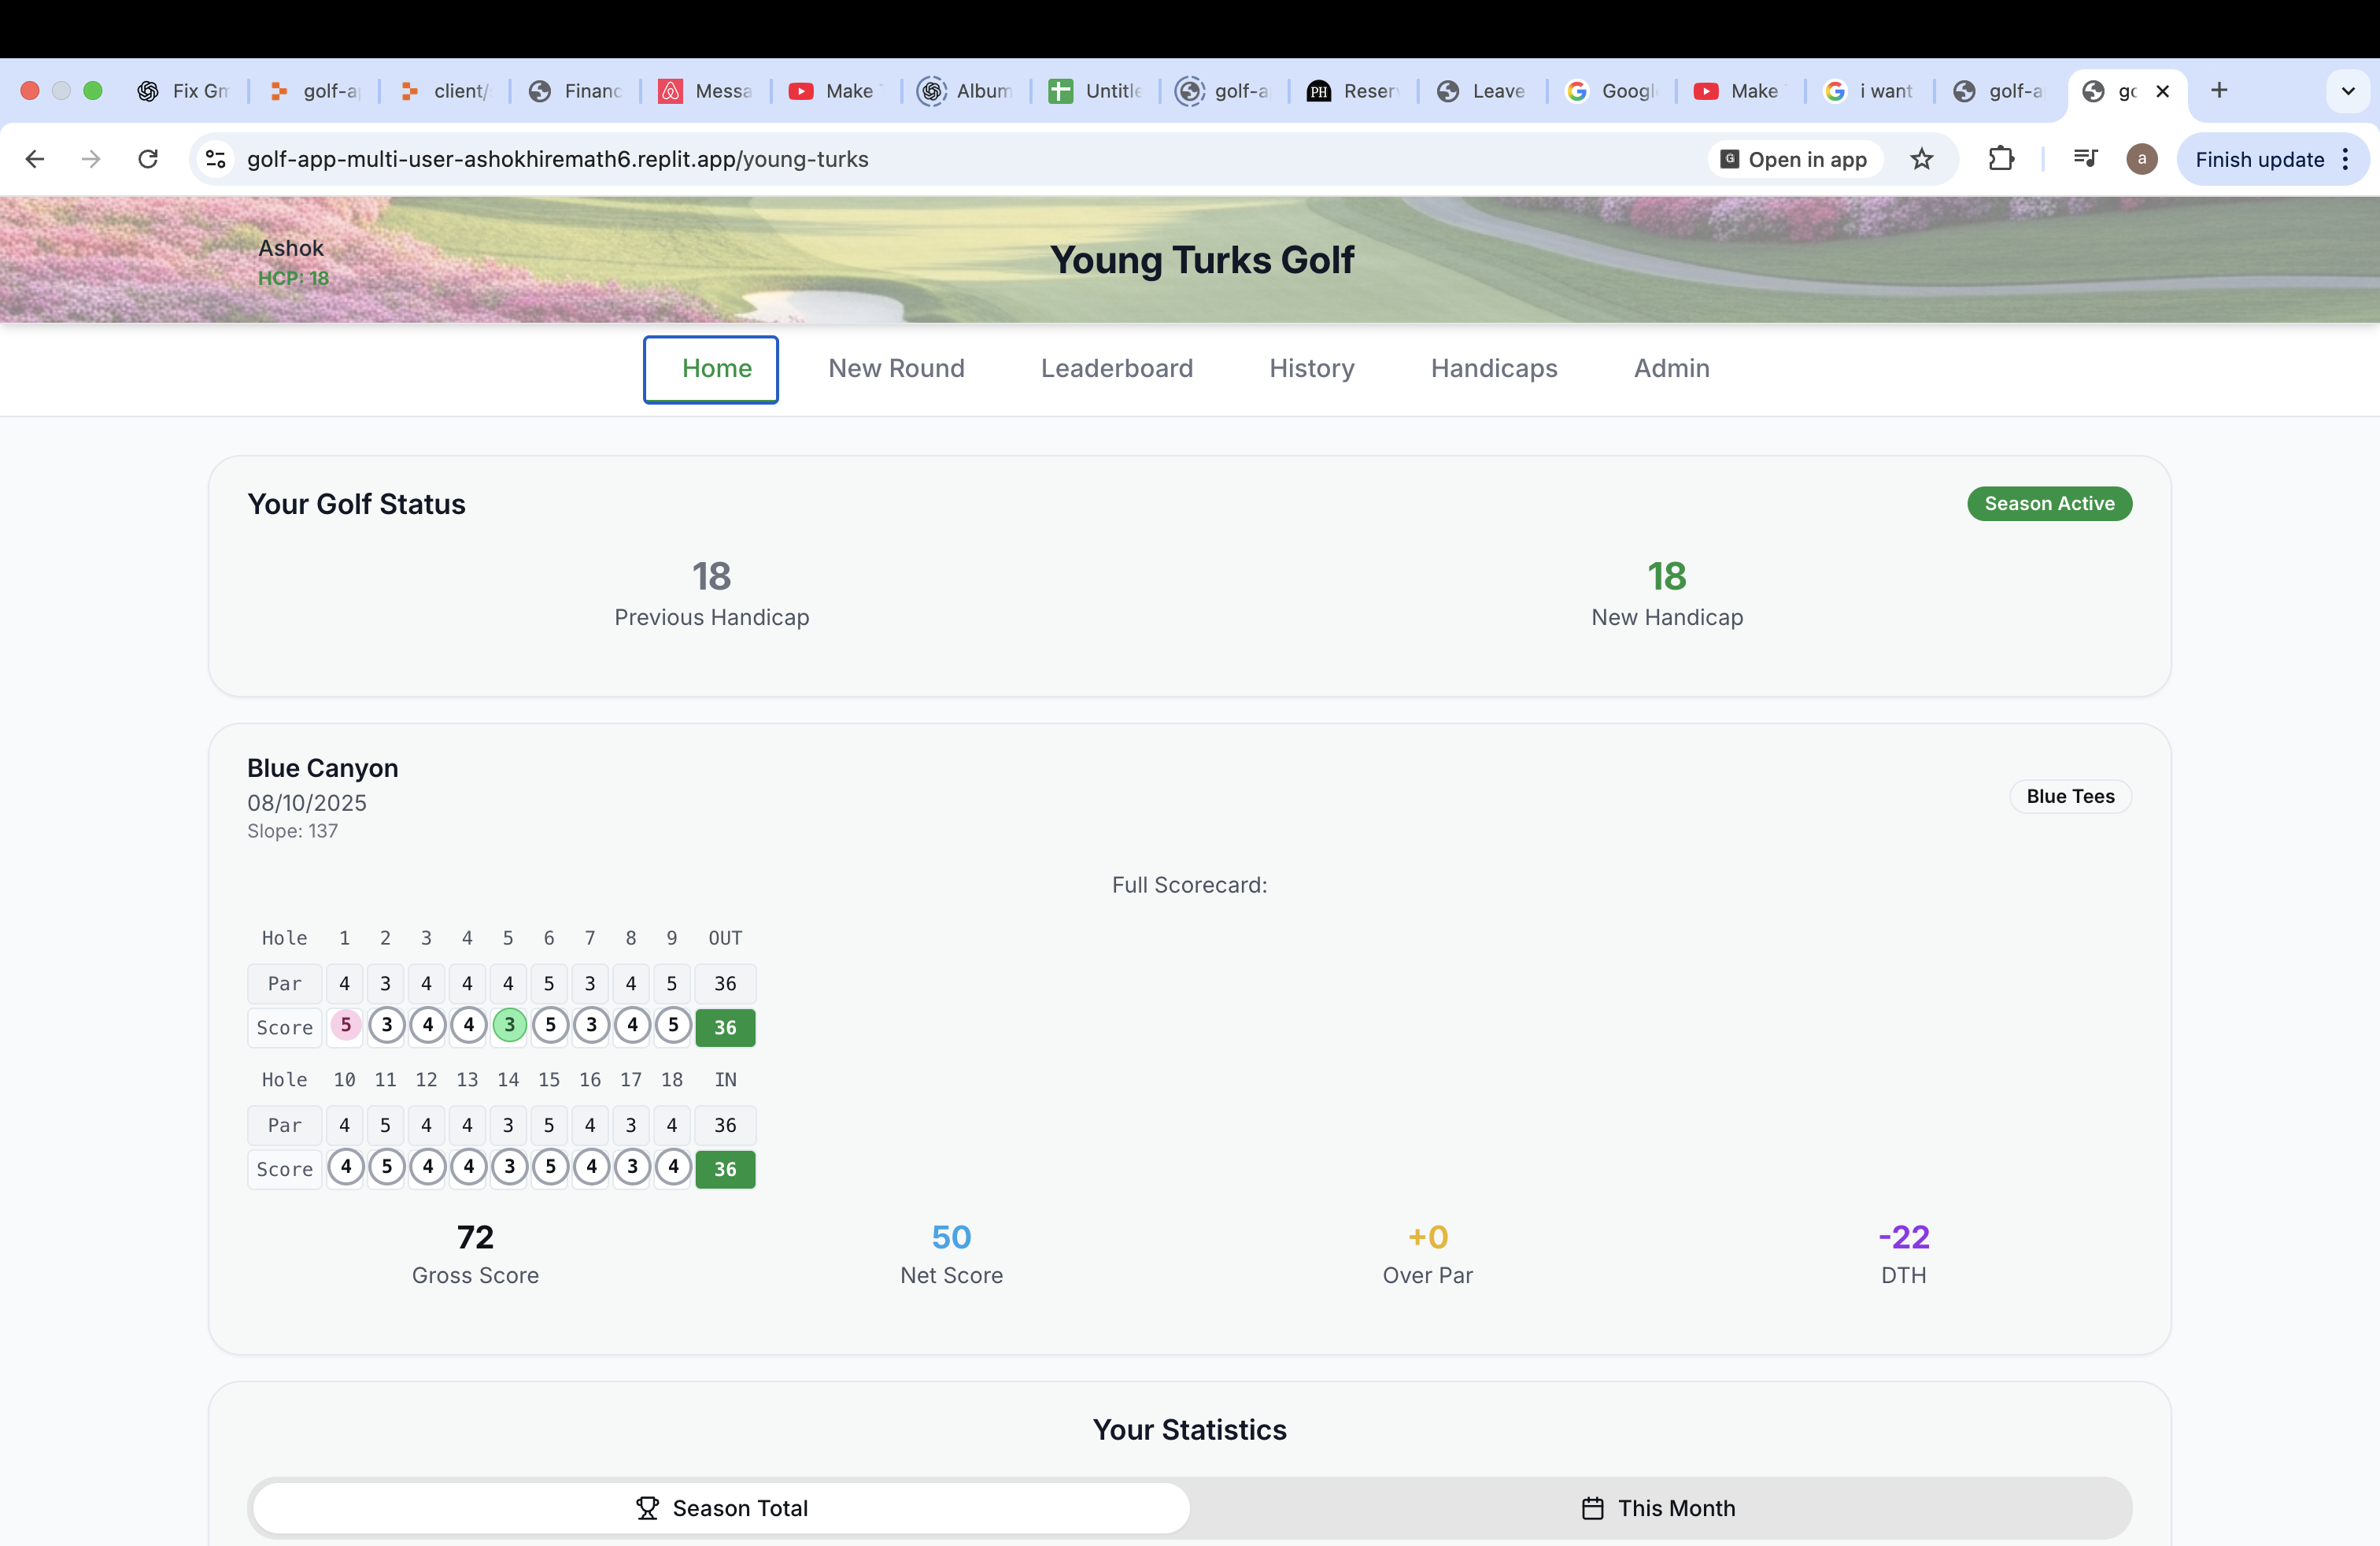 Fix Gm
golf-a
client/
Financ
Messa
Make
Album
Untitle
golf-a
PH Reser
Leave
Googl
Make
i want
golf-a
go
golf-app-multi-user-ashokhiremath6.replit.app/young-turks
G Open in app
a
Finish update
Ashok
HCP: 18
Young Turks Golf
Home New Round Leaderboard History Handicaps Admin
Your Golf Status
Season Active
18 18
Previous Handicap New Handicap
Blue Canyon
08/10/2025
Slope: 137
Blue Tees
Full Scorecard:
Hole 1 2 3 4 5 6 7 8 9 OUT
Par 4 3 4 4 4 5 3 4 5 36
Score 5 3 4 4 3 5 3 4 5 36
Hole 10 11 12 13 14 15 16 17 18 IN
Par 4 5 4 4 3 5 4 3 4 36
Score 4 5 4 4 3 5 4 3 4 36
72 50 +0 -22
Gross Score Net Score Over Par DTH
Your Statistics
Season Total This Month